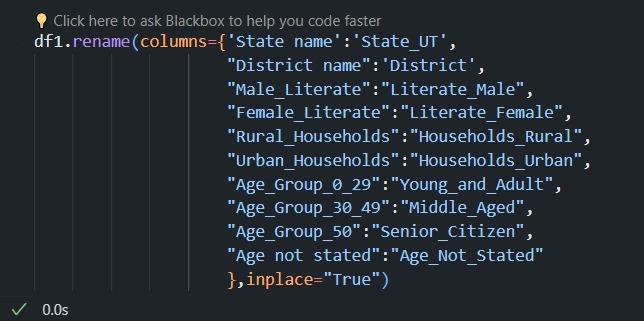 Click here to ask Blackbox to help you code faster
df1.rename(columns={'State name':'State_UT',
"District name":'District',
"Male_Literate":"Literate_Male",
"Female_Literate":"Literate_Female",
"Rural_Households":"Households_Rural",
"Urban_Households":"Households_Urban",
"Age_Group_0_29":"Young_and_Adult",
"Age_Group_30_49":"Middle_Aged",
"Age_Group_50":"Senior_Citizen",
"Age not stated":"Age_Not_Stated"
},inplace="True")
0.0s